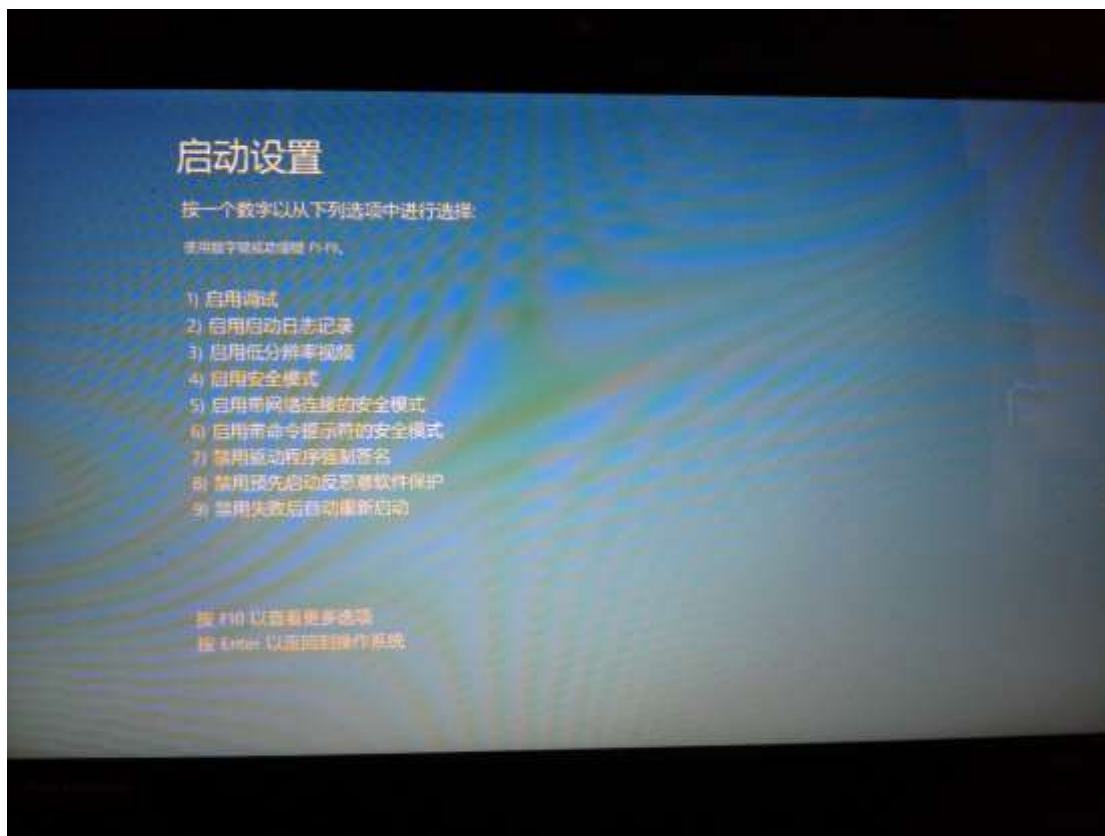 启动设置
按一个数字以从下列选项中进行选择:
使用数字键或功能键 F1-F9。
1) 启用调试
2) 启用启动日志记录
3) 启用低分辨率视频
4) 启用安全模式
5) 启用带网络连接的安全模式
6) 启用带命令提示符的安全模式
7) 禁用驱动程序强制签名
8) 禁用预先启动反恶意软件保护
9) 禁用失败后自动重新启动
按 F10 以查看更多选项
按 Enter 以返回到操作系统